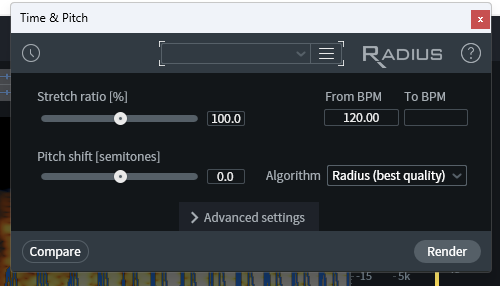 Time & Pitch
x
RADIUS
?
Stretch ratio [%]
100.0
From BPM
To BPM
120.00
Pitch shift [semitones]
0.0
Algorithm
Radius (best quality)
Advanced settings
Compare
Render
-15
-5k